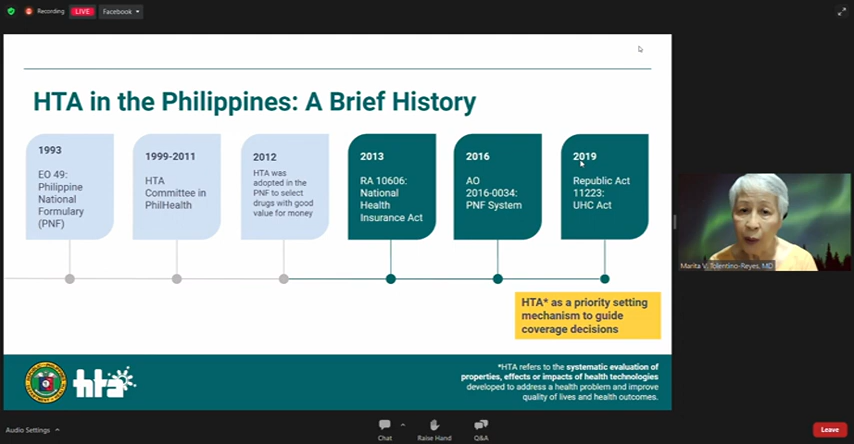 Recording
LIVE
Facebook
HTA in the Philippines: A Brief History
1993
EO 49:
Philippine
National
Formulary
(PNF)
1999-2011
HTA
Committee in
PhilHealth
2012
HTA was
adopted in the
PNF to select
drugs with good
value for money
2013
RA 10606:
National
Health
Insurance Act
2016
AO
2016-0034:
PNF System
2019
Republic Act
11223:
UHC Act
HTA* as a priority setting
mechanism to guide
coverage decisions
Marita V. Tolentino-Reyes, MD
hta
*HTA refers to the systematic evaluation of
properties, effects or impacts of health technologies
developed to address a health problem and improve
quality of lives and health outcomes.
Audio Settings
Chat
Raise Hand
Q&A
Leave